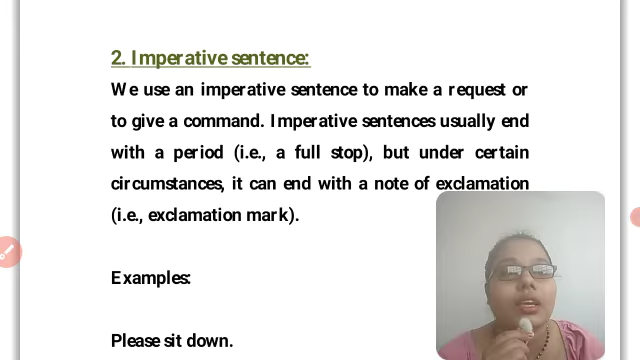 2. Imperative sentence:
We use an imperative sentence to make a request or
to give a command. Imperative sentences usually end
with a period (i.e., a full stop), but under certain
circumstances, it can end with a note of exclamation
(i.e., exclamation mark).
Examples:
Please sit down.